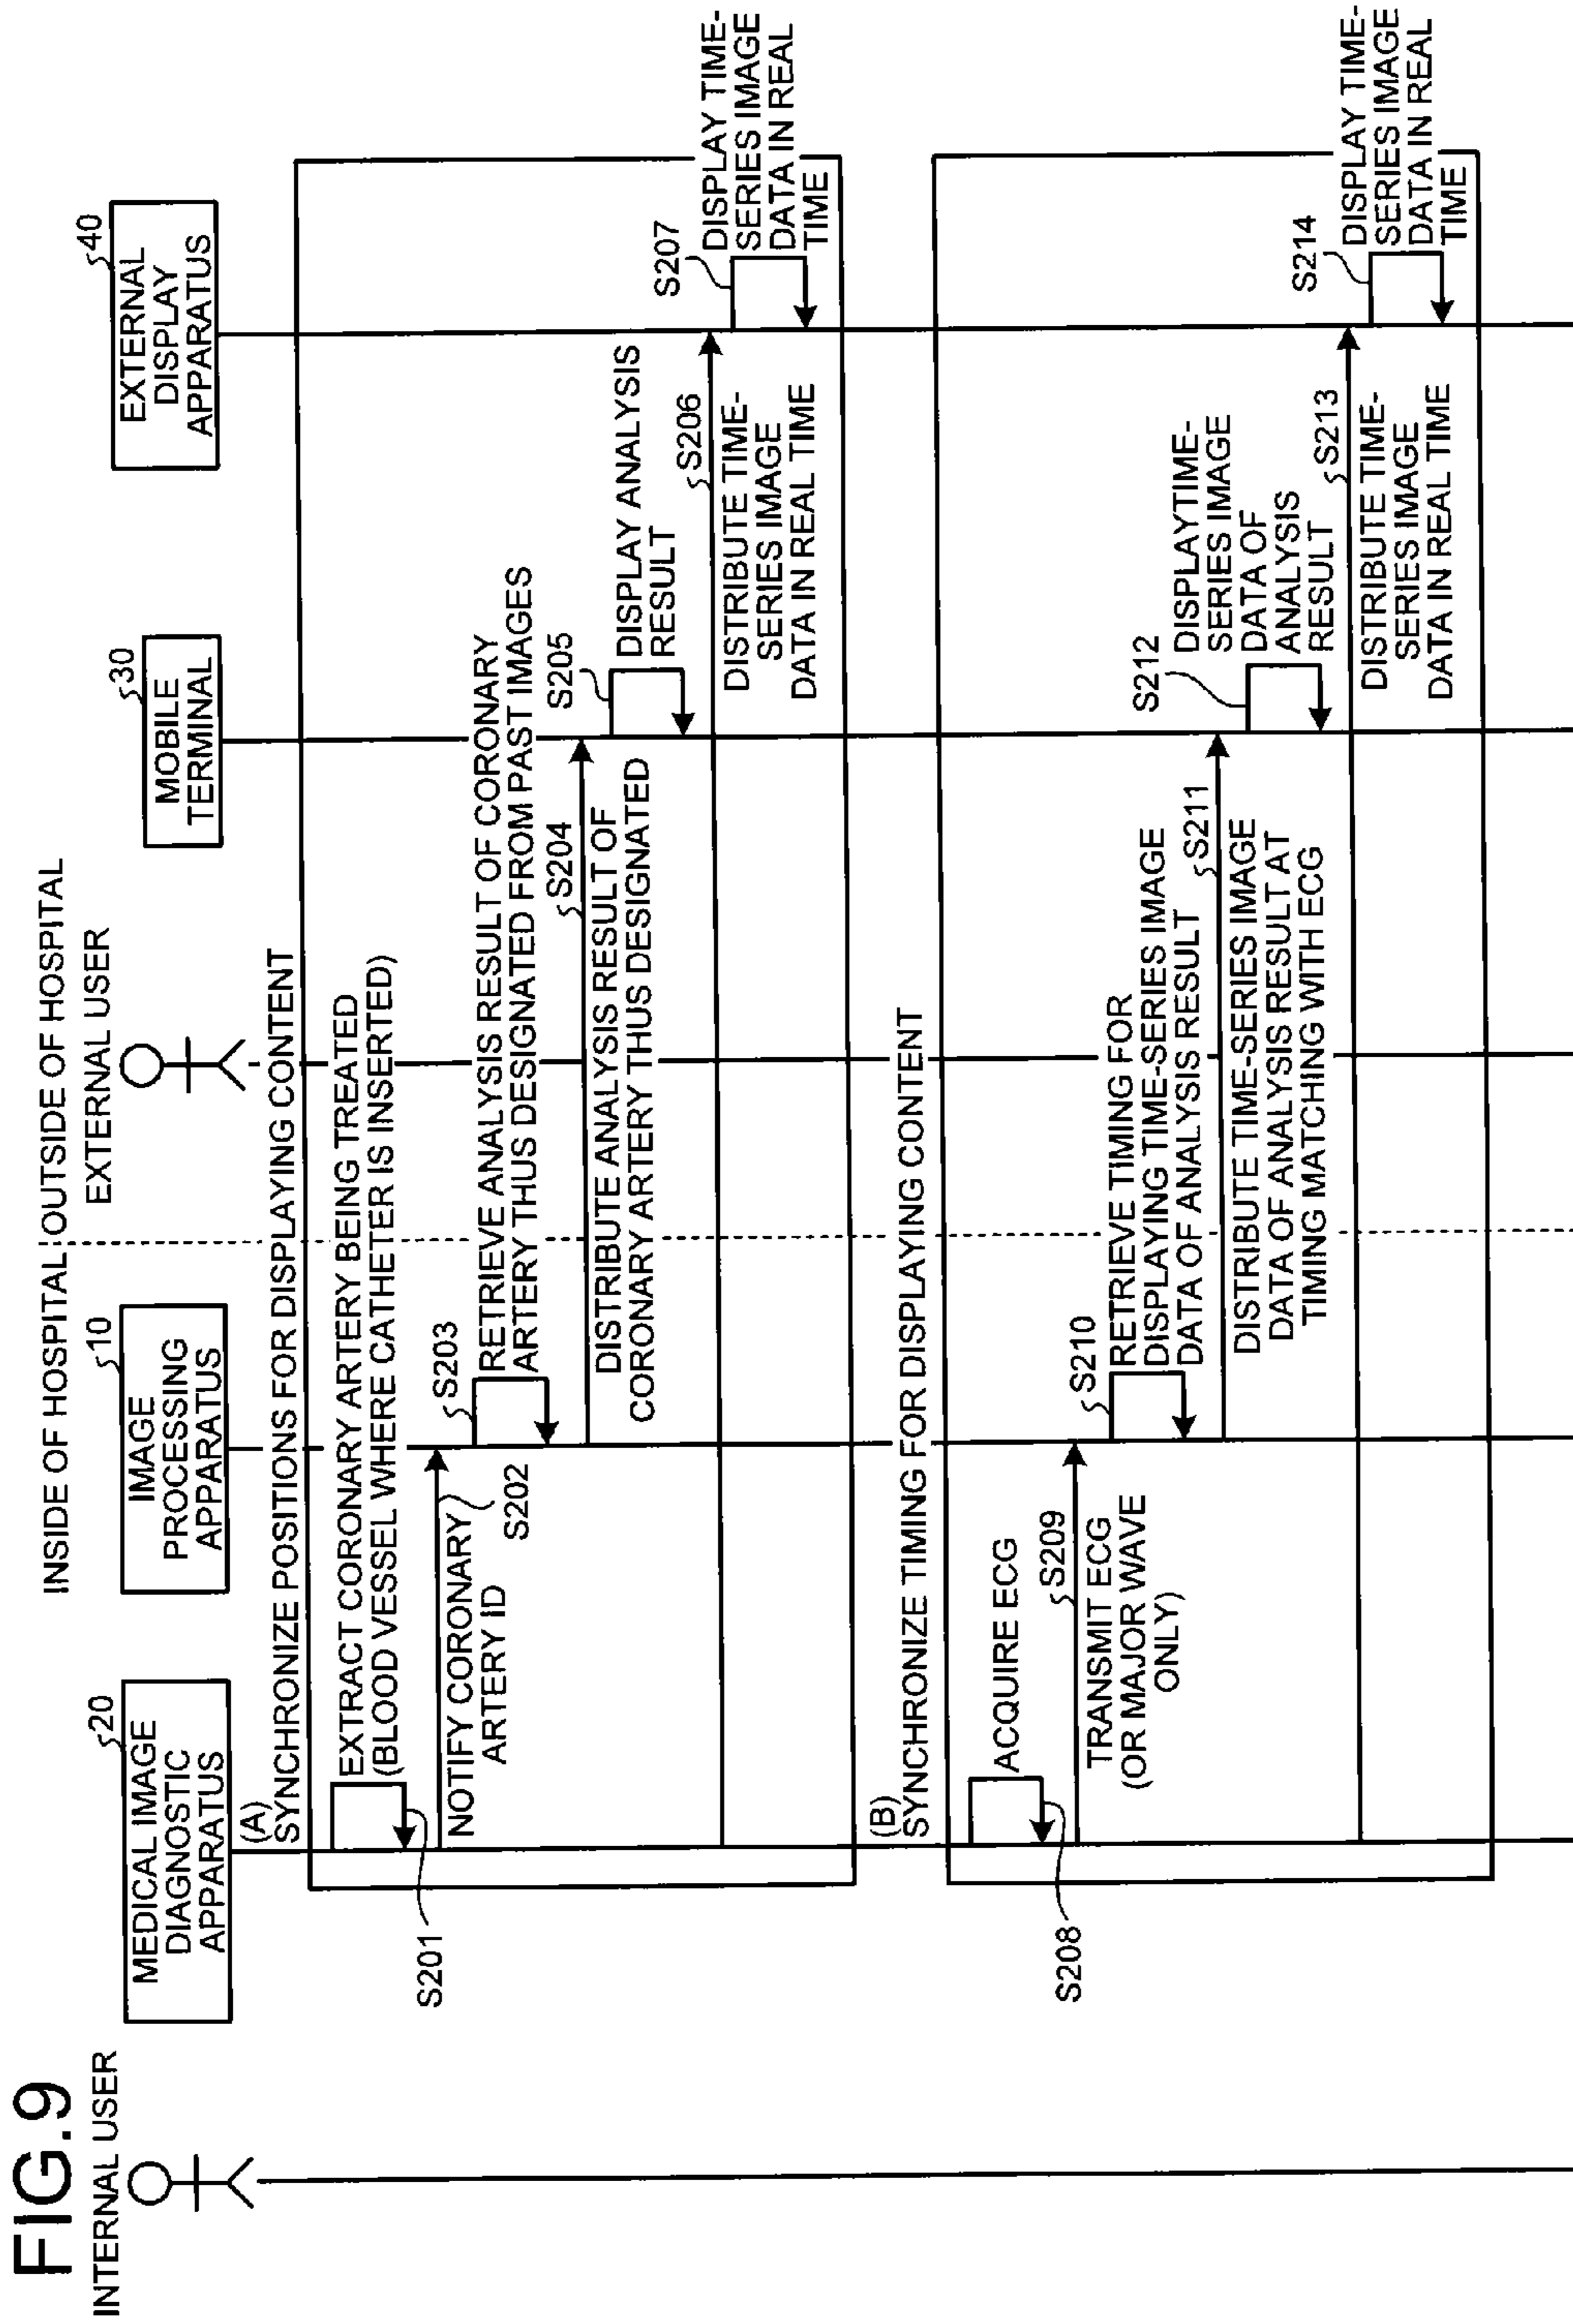 FIG.9
INSIDE OF HOSPITAL
OUTSIDE OF HOSPITAL
INTERNAL USER
20
MEDICAL IMAGE
DIAGNOSTIC
APPARATUS
10
IMAGE
PROCESSING
APPARATUS
EXTERNAL USER
30
MOBILE
TERMINAL
40
EXTERNAL
DISPLAY
APPARATUS
(A)
SYNCHRONIZE POSITIONS FOR DISPLAYING CONTENT
EXTRACT CORONARY ARTERY BEING TREATED
(BLOOD VESSEL WHERE CATHETER IS INSERTED)
S201
NOTIFY CORONARY
ARTERY ID
S202
S203
RETRIEVE ANALYSIS RESULT OF CORONARY
ARTERY THUS DESIGNATED FROM PAST IMAGES
S204
DISTRIBUTE ANALYSIS RESULT OF
CORONARY ARTERY THUS DESIGNATED
S205
DISPLAY ANALYSIS
RESULT
S206
DISTRIBUTE TIME-
SERIES IMAGE
DATA IN REAL TIME
S207
DISPLAY TIME-
SERIES IMAGE
DATA IN REAL
TIME
(B)
SYNCHRONIZE TIMING FOR DISPLAYING CONTENT
ACQUIRE ECG
S208
S209
TRANSMIT ECG
(OR MAJOR WAVE
ONLY)
S210
RETRIEVE TIMING FOR
DISPLAYING TIME-SERIES IMAGE
DATA OF ANALYSIS RESULT
S211
DISTRIBUTE TIME-SERIES IMAGE
DATA OF ANALYSIS RESULT AT
TIMING MATCHING WITH ECG
S212
DISPLAYTIME-
SERIES IMAGE
DATA OF
ANALYSIS
RESULT
S213
DISTRIBUTE TIME-
SERIES IMAGE
DATA IN REAL TIME
S214
DISPLAY TIME-
SERIES IMAGE
DATA IN REAL
TIME